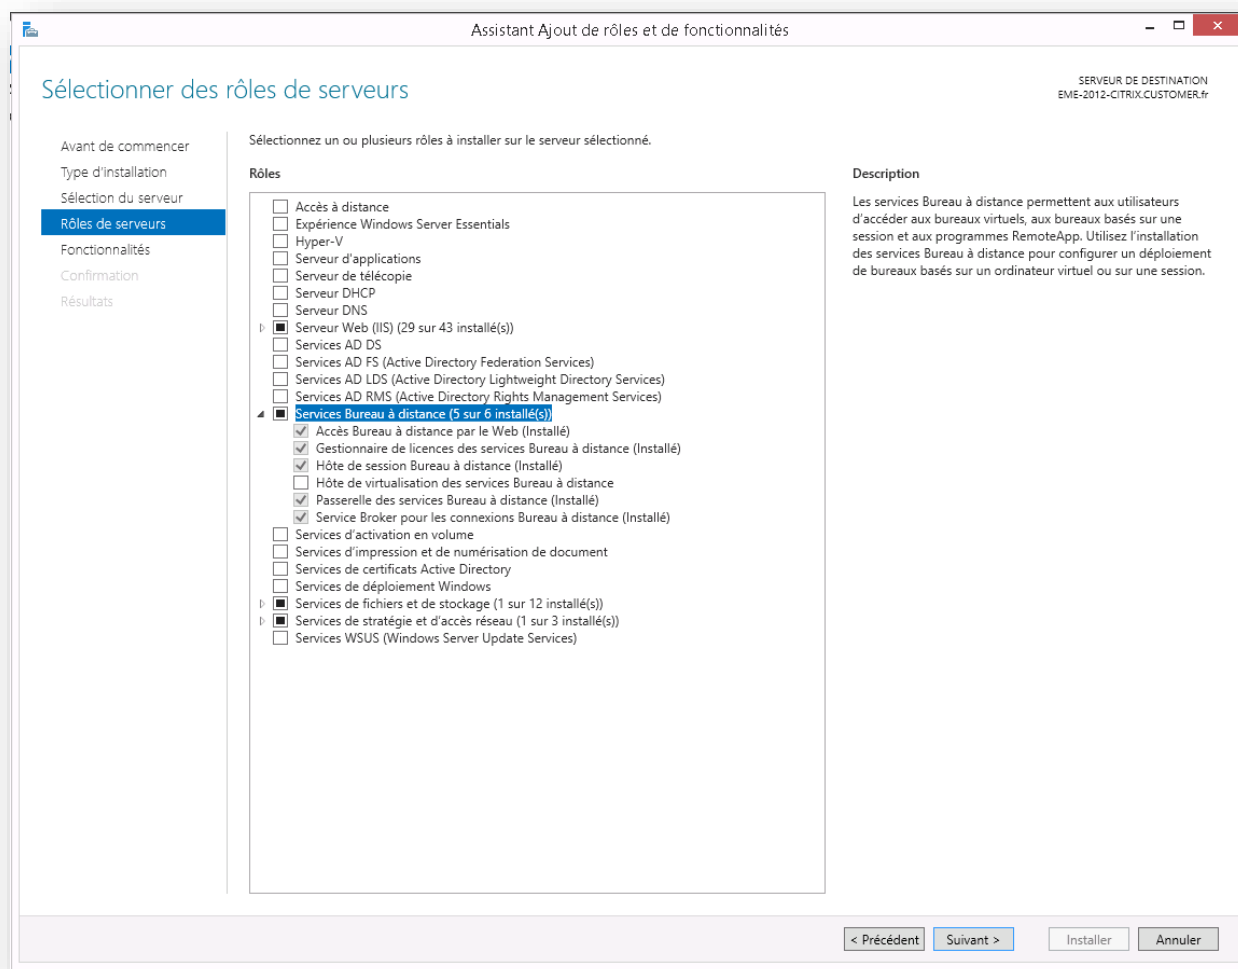 Assistant Ajout de rôles et de fonctionnalités
Sélectionner des rôles de serveurs
SERVEUR DE DESTINATION
EME-2012-CITRIX.CUSTOMER.fr
Avant de commencer
Type d'installation
Sélection du serveur
Rôles de serveurs
Fonctionnalités
Confirmation
Résultats
Sélectionnez un ou plusieurs rôles à installer sur le serveur sélectionné.
Rôles
Accès à distance
Expérience Windows Server Essentials
Hyper-V
Serveur d'applications
Serveur de télécopie
Serveur DHCP
Serveur DNS
Serveur Web (IIS) (29 sur 43 installé(s))
Services AD DS
Services AD FS (Active Directory Federation Services)
Services AD LDS (Active Directory Lightweight Directory Services)
Services AD RMS (Active Directory Rights Management Services)
Services Bureau à distance (5 sur 6 installé(s))
Accès Bureau à distance par le Web (Installé)
Gestionnaire de licences des services Bureau à distance (Installé)
Hôte de session Bureau à distance (Installé)
Hôte de virtualisation des services Bureau à distance
Passerelle des services Bureau à distance (Installé)
Service Broker pour les connexions Bureau à distance (Installé)
Services d'activation en volume
Services d'impression et de numérisation de document
Services de certificats Active Directory
Services de déploiement Windows
Services de fichiers et de stockage (1 sur 12 installé(s))
Services de stratégie et d'accès réseau (1 sur 3 installé(s))
Services WSUS (Windows Server Update Services)
Description
Les services Bureau à distance permettent aux utilisateurs
d'accéder aux bureaux virtuels, aux bureaux basés sur une
session et aux programmes RemoteApp. Utilisez l'installation
des services Bureau à distance pour configurer un déploiement
de bureaux basés sur un ordinateur virtuel ou sur une session.
< Précédent
Suivant >
Installer
Annuler